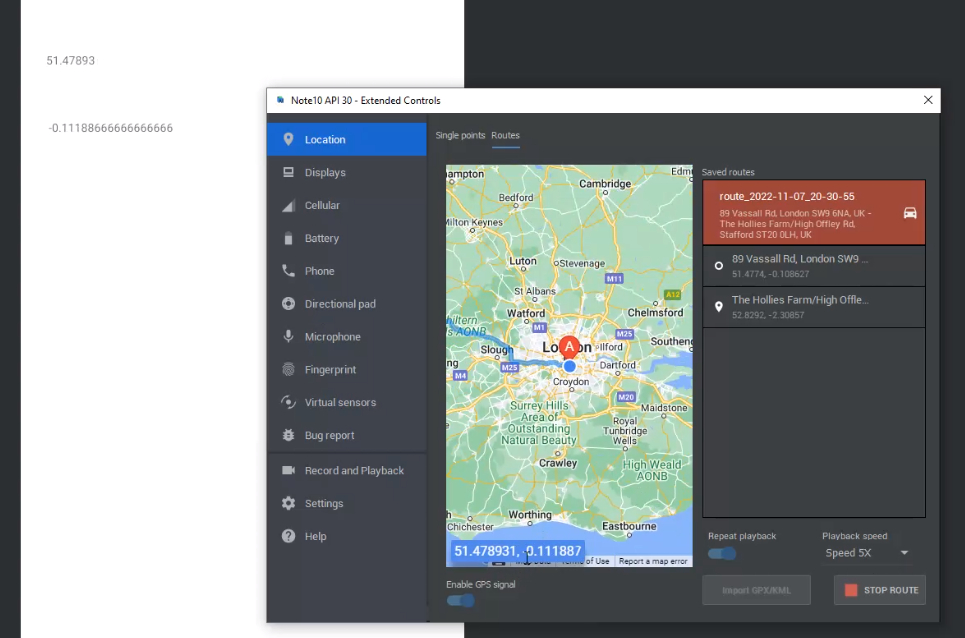 51.47893
-0.11188666666666666
Note10 API 30 - Extended Controls
Location
Displays
Cellular
Battery
Phone
Directional pad
Microphone
Fingerprint
Virtual sensors
Bug report
Record and Playback
Settings
Help
Single points Routes
ampton
Cambridge
Edm
Bedford
Milton Keynes
Luton
Stevenage
M11
St Albans
A12
Watford
Chelmsford
M1
hiltern
s AONB
M25
Slough
London
A
Ilford
Southend
ng
M4
M25
Dartford
Croydon
M20
Surrey Hills
Area of
Outstanding
Natural Beauty
Maidstone
Royal
Tunbridge
Wells
Crawley
High Weald
AONB
h
Worthing
Chichester
Eastbourne
51.478931, -0.111887
Terms of Use
Report a map error
Enable GPS signal
Saved routes
route_2022-11-07_20-30-55
89 Vassall Rd, London SW9 6NA, UK -
The Hollies Farm/High Offley Rd,
Stafford ST20 0LH, UK
89 Vassall Rd, London SW9 ...
51.4774, -0.108627
The Hollies Farm/High Offle...
52.8292, -2.30857
Repeat playback
Playback speed
Speed 5X
Import GPX/KML
STOP ROUTE